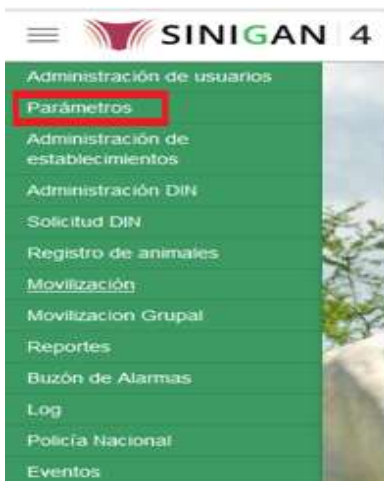 SINIGAN 4
Administración de usuarios
Parámetros
Administración de
establecimientos
Administración DIN
Solicitud DIN
Registro de animales
Movilización
Movilizacion Grupal
Reportes
Buzón de Alarmas
Log
Policía Nacional
Eventos